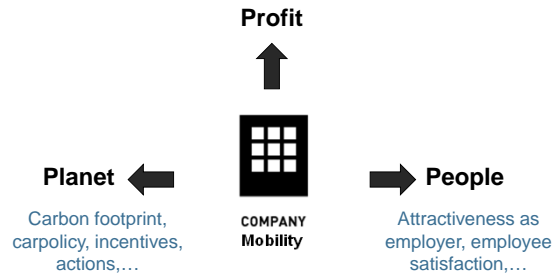 Profit
Planet
People
Carbon footprint,
carpolicy, incentives,
actions,…
COMPANY
Mobility
Attractiveness as
employer, employee
satisfaction,…